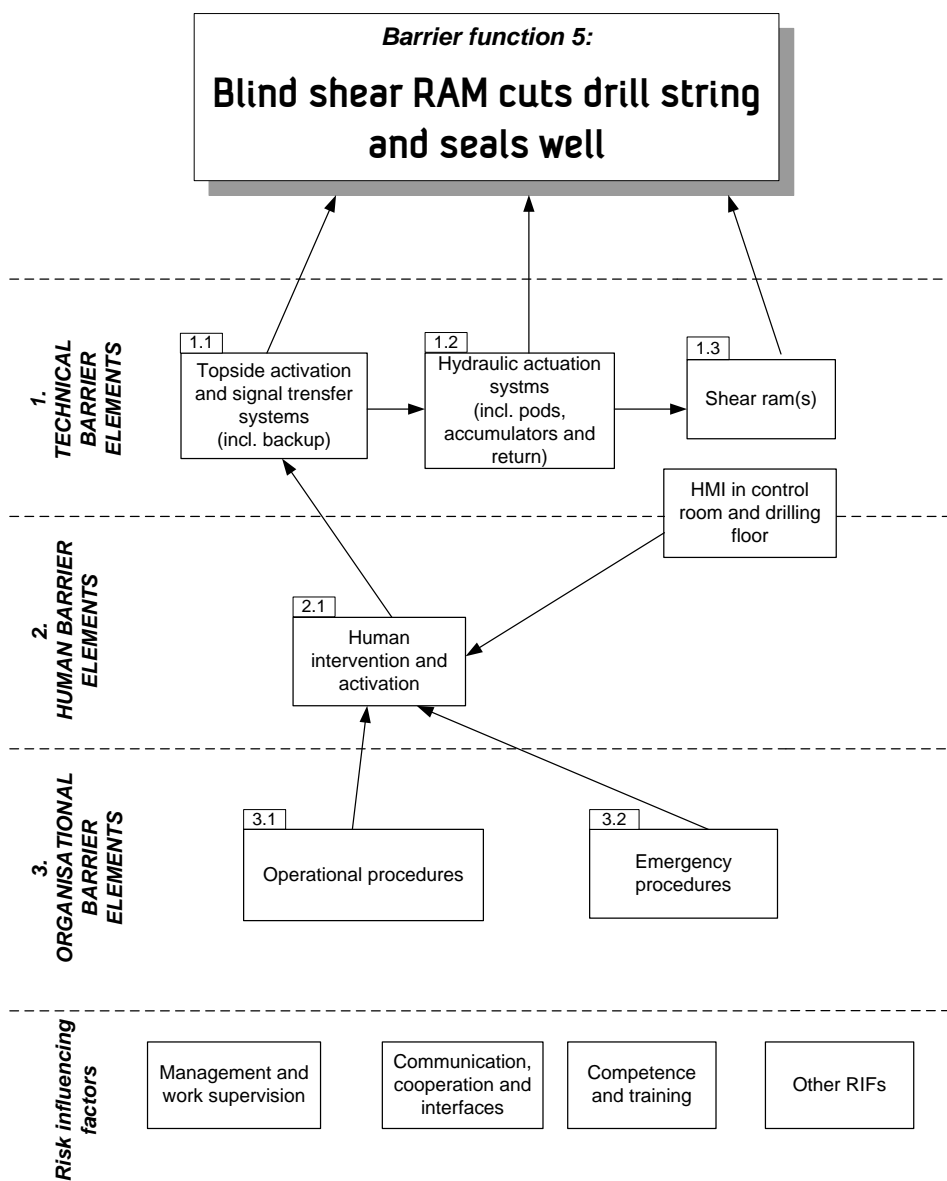 Barrier function 5:
Blind shear RAM cuts drill string
and seals well
1.
TECHNICAL
BARRIER
ELEMENTS
1.1
Topside activation
and signal trensfer
systems
(incl. backup)
1.2
Hydraulic actuation
systms
(incl. pods,
accumulators and
return)
1.3
Shear ram(s)
HMI in control
room and drilling
floor
2.
HUMAN BARRIER
ELEMENTS
2.1
Human
intervention and
activation
3.
ORGANISATIONAL
BARRIER
ELEMENTS
3.1
Operational procedures
3.2
Emergency
procedures
Risk influencing
factors
Management and
work supervision
Communication,
cooperation and
interfaces
Competence
and training
Other RIFs